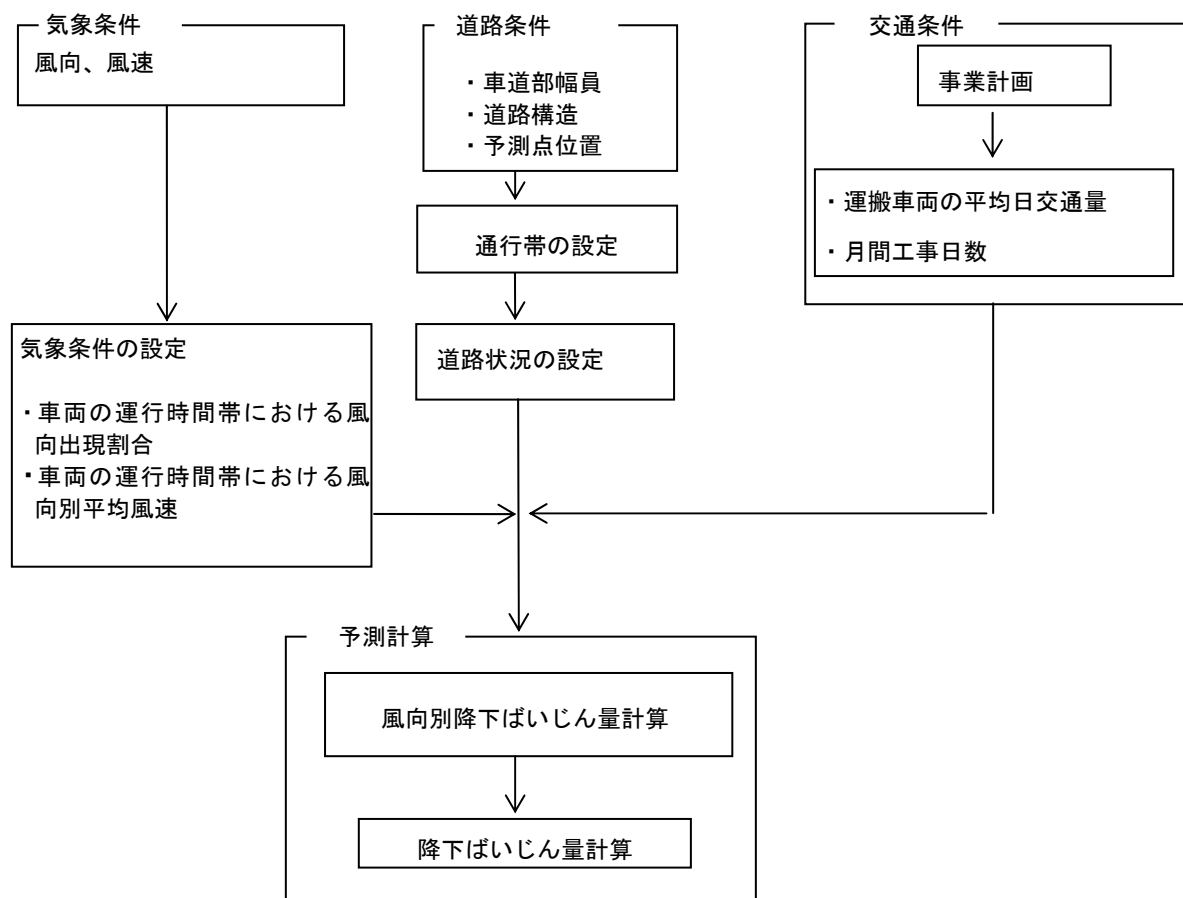 気象条件
風向、風速
道路条件
・車道部幅員
・道路構造
・予測点位置
交通条件
事業計画
・運搬車両の平均日交通量
・月間工事日数
通行帯の設定
道路状況の設定
気象条件の設定
・車両の運行時間帯における風
向出現割合
・車両の運行時間帯における風
向別平均風速
予測計算
風向別降下ばいじん量計算
降下ばいじん量計算